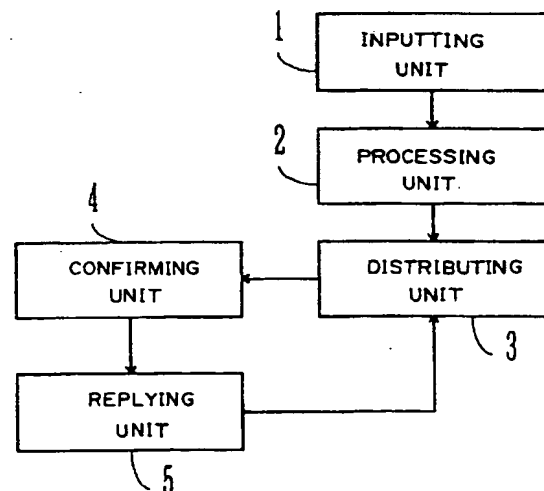 1
INPUTTING
UNIT
2
PROCESSING
UNIT
4
CONFIRMING
UNIT
DISTRIBUTING
UNIT
3
REPLYING
UNIT
5